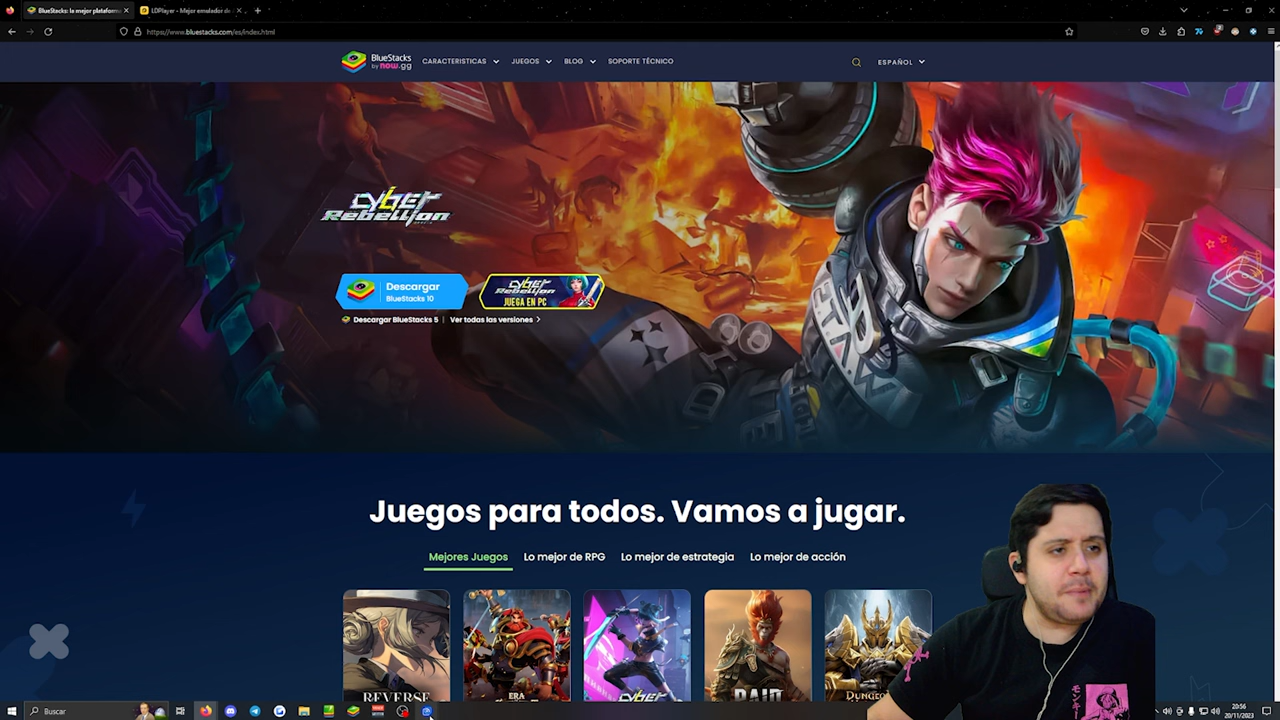 BlueStacks: la mejor plataforma
LDPlayer - Mejor emulador de
https://www.bluestacks.com/es/index.html
BlueStacks
by now.gg
CARACTERISTICAS
JUEGOS
BLOG
SOPORTE TÉCNICO
ESPAÑOL
Cyber
Rebellion
Descargar
BlueStacks 10
Cyber
Rebellion
JUEGA EN PC
Descargar BlueStacks 5
Ver todas las versiones
Juegos para todos. Vamos a jugar.
Mejores Juegos
Lo mejor de RPG
Lo mejor de estrategia
Lo mejor de acción
REVERSE
ERA
CYBER
RAID
DUNGEON
Buscar
20:56
20/11/2023